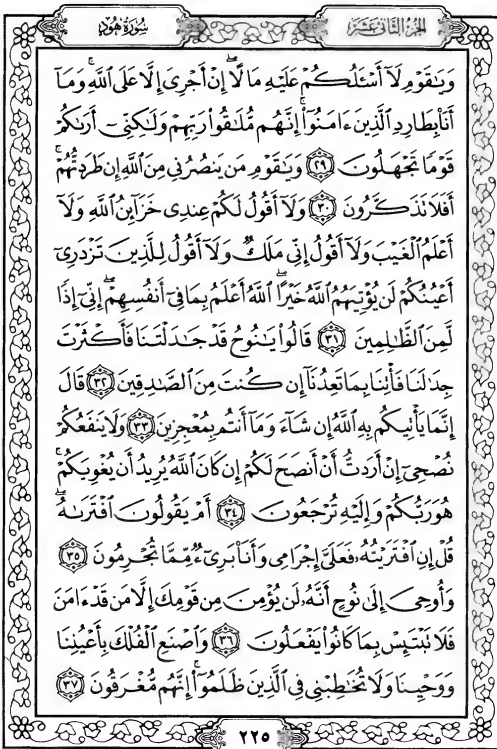 الجزء الثاني عشر
سورة هود
وَيَٰقَوْمِ لَآ أَسْـَٔلُكُمْ عَلَيْهِ مَالًا ۖ إِنْ أَجْرِىَ إِلَّا عَلَى ٱللَّهِ ۚ وَمَآ
أَنَا۠ بِطَارِدِ ٱلَّذِينَ ءَامَنُوٓا۟ ۚ إِنَّهُم مُّلَٰقُوا۟ رَبِّهِمْ وَلَٰكِنِّىٓ أَرَىٰكُمْ
قَوْمًا تَجْهَلُونَ ﴿٢٩﴾ وَيَٰقَوْمِ مَن يَنصُرُنِى مِنَ ٱللَّهِ إِن طَرَدتُّهُمْ ۚ
أَفَلَا تَذَكَّرُونَ ﴿٣٠﴾ وَلَآ أَقُولُ لَكُمْ عِندِى خَزَآئِنُ ٱللَّهِ وَلَآ
أَعْلَمُ ٱلْغَيْبَ وَلَآ أَقُولُ إِنِّى مَلَكٌ وَلَآ أَقُولُ لِلَّذِينَ تَزْدَرِىٓ
أَعْيُنُكُمْ لَن يُؤْتِيَهُمُ ٱللَّهُ خَيْرًا ۖ ٱللَّهُ أَعْلَمُ بِمَا فِىٓ أَنفُسِهِمْ ۖ إِنِّىٓ إِذًا
لَّمِنَ ٱلظَّٰلِمِينَ ﴿٣١﴾ قَالُوا۟ يَٰنُوحُ قَدْ جَٰدَلْتَنَا فَأَكْثَرْتَ
جِدَٰلَنَا فَأْتِنَا بِمَا تَعِدُنَآ إِن كُنتَ مِنَ ٱلصَّٰدِقِينَ ﴿٣٢﴾ قَالَ
إِنَّمَا يَأْتِيكُم بِهِ ٱللَّهُ إِن شَآءَ وَمَآ أَنتُم بِمُعْجِزِينَ ﴿٣٣﴾ وَلَا يَنفَعُكُمْ
نُصْحِىٓ إِنْ أَرَدتُّ أَنْ أَنصَحَ لَكُمْ إِن كَانَ ٱللَّهُ يُرِيدُ أَن يُغْوِيَكُمْ ۚ
هُوَ رَبُّكُمْ وَإِلَيْهِ تُرْجَعُونَ ﴿٣٤﴾ أَمْ يَقُولُونَ ٱفْتَرَىٰهُ ۖ
قُلْ إِنِ ٱفْتَرَيْتُهُۥ فَعَلَىَّ إِجْرَامِى وَأَنَا۠ بَرِىٓءٌ مِّمَّا تُجْرِمُونَ ﴿٣٥﴾
وَأُوحِىَ إِلَىٰ نُوحٍ أَنَّهُۥ لَن يُؤْمِنَ مِن قَوْمِكَ إِلَّا مَن قَدْ ءَامَنَ
فَلَا تَبْتَئِسْ بِمَا كَانُوا۟ يَفْعَلُونَ ﴿٣٦﴾ وَٱصْنَعِ ٱلْفُلْكَ بِأَعْيُنِنَا
وَوَحْيِنَا وَلَا تُخَٰطِبْنِى فِى ٱلَّذِينَ ظَلَمُوٓا۟ ۚ إِنَّهُم مُّغْرَقُونَ ﴿٣٧﴾
٢٢٥